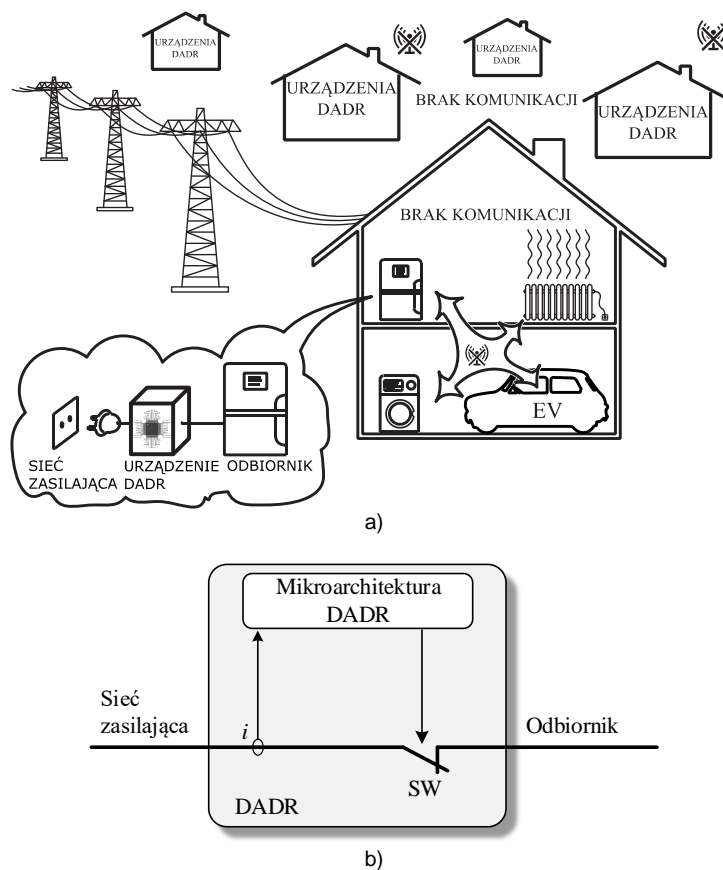 URZĄDZENIA
DADR
URZĄDZENIA
DADR
URZĄDZENIA
DADR
URZĄDZENIA
DADR
BRAK KOMUNIKACJI
BRAK KOMUNIKACJI
EV
SIEĆ
ZASILAJĄCA
URZĄDZENIE
DADR
ODBIORNIK
a)
Mikroarchitektura
DADR
Sieć
zasilająca
i
Odbiornik
SW
DADR
b)